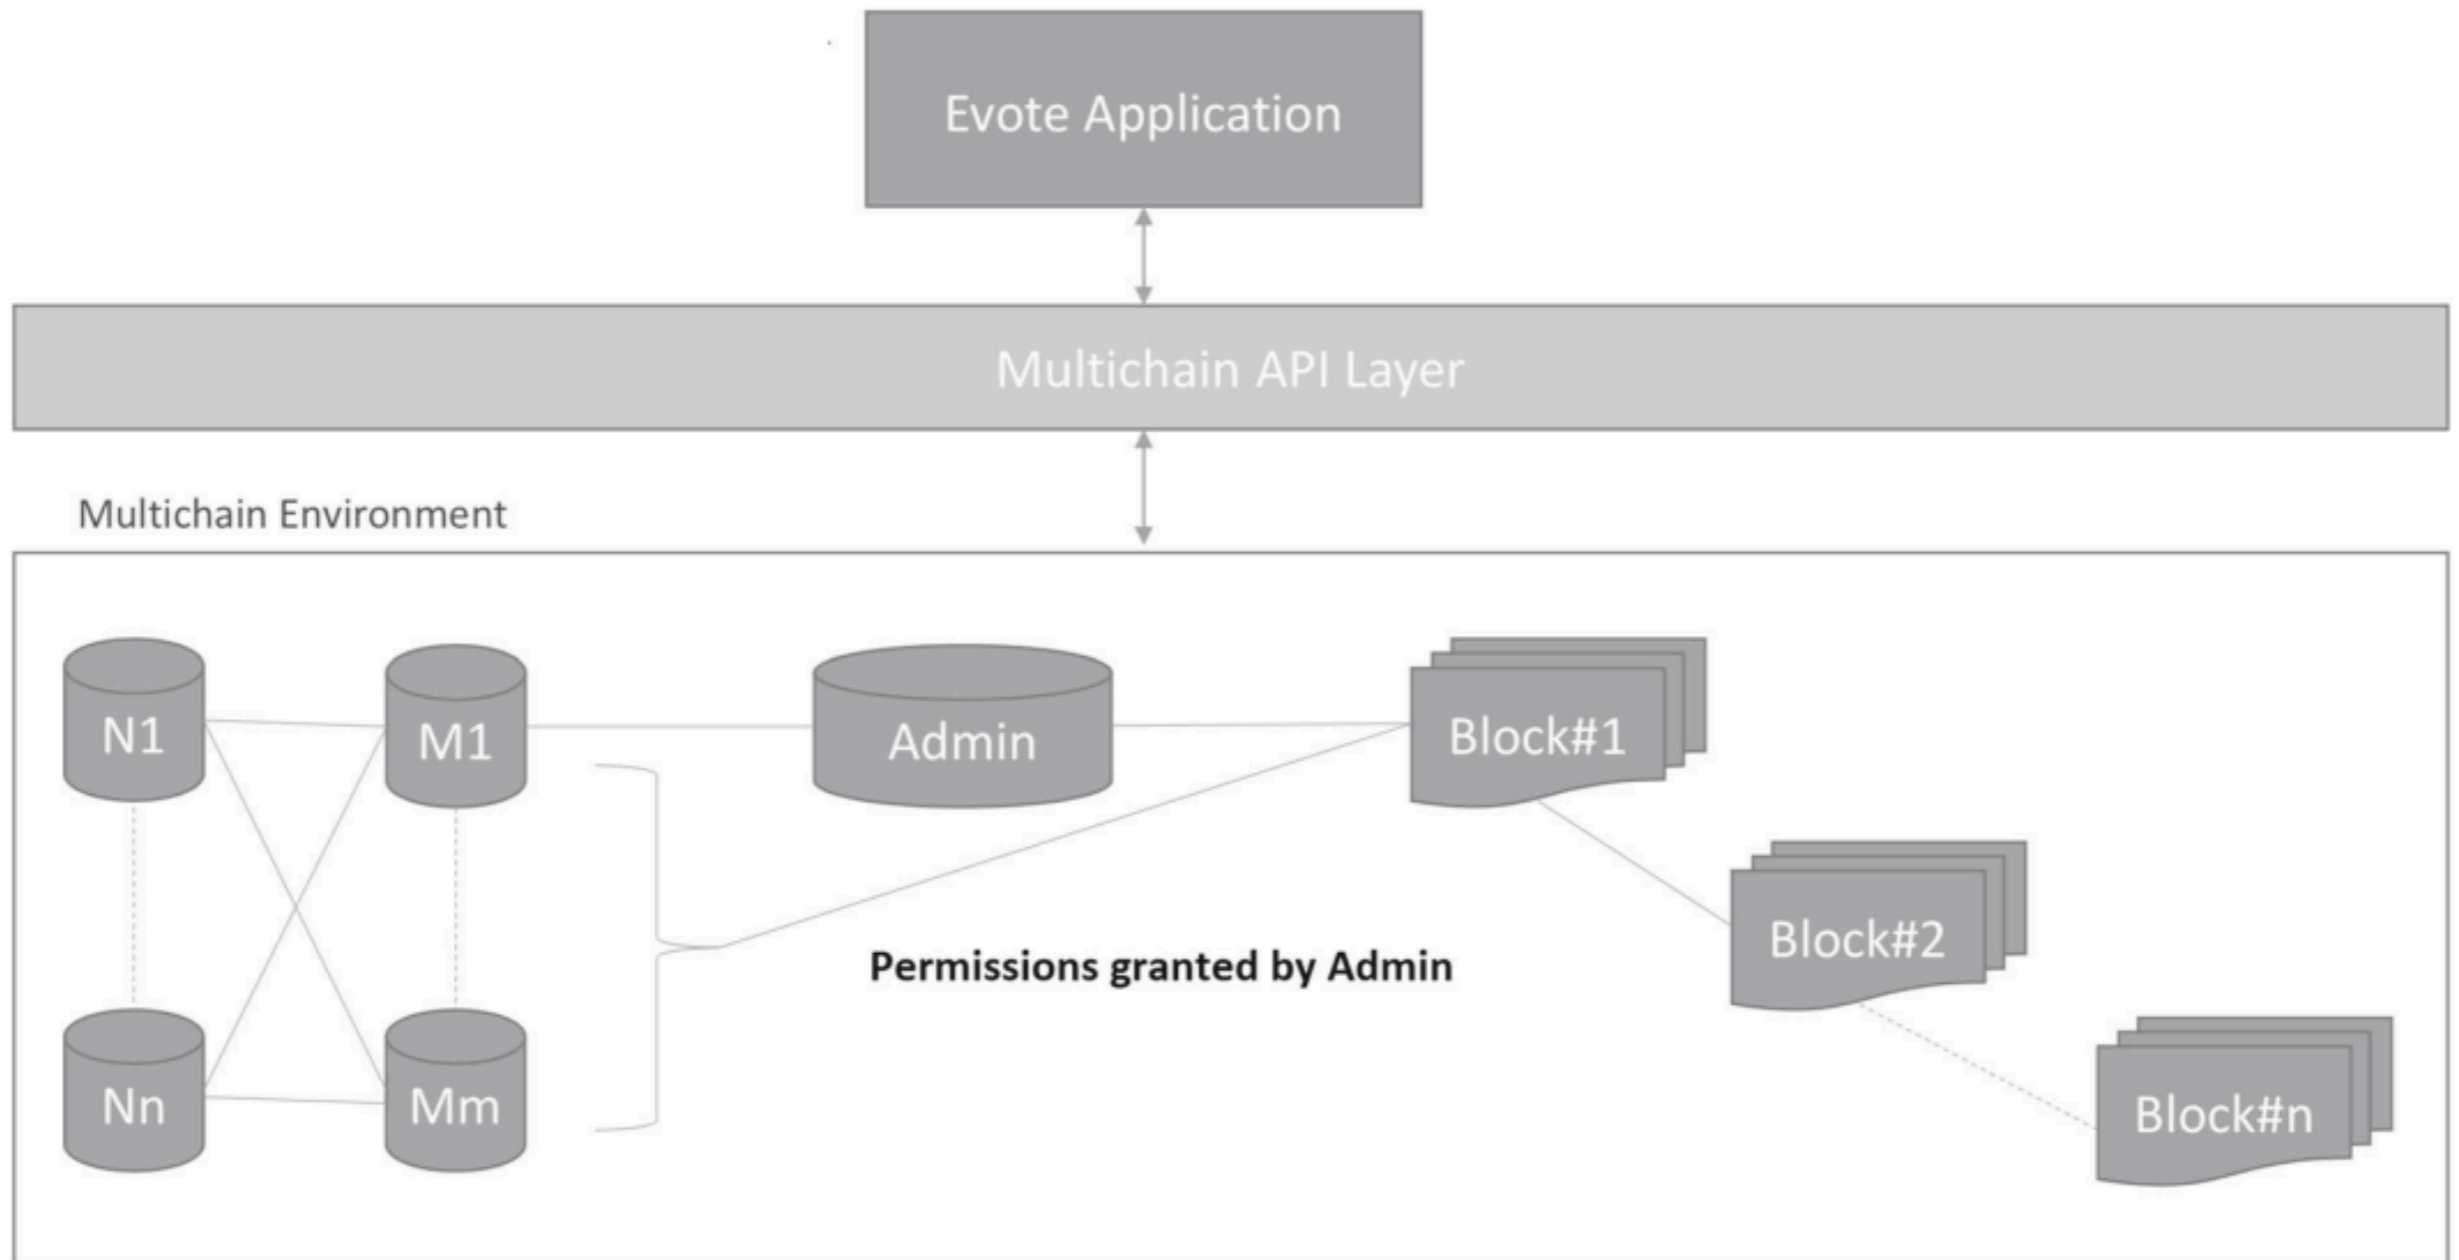 Evote Application
Multichain API Layer
Multichain Environment
N1
M1
Admin
Block#1
Block#2
Permissions granted by Admin
Nn
Mm
Block#n